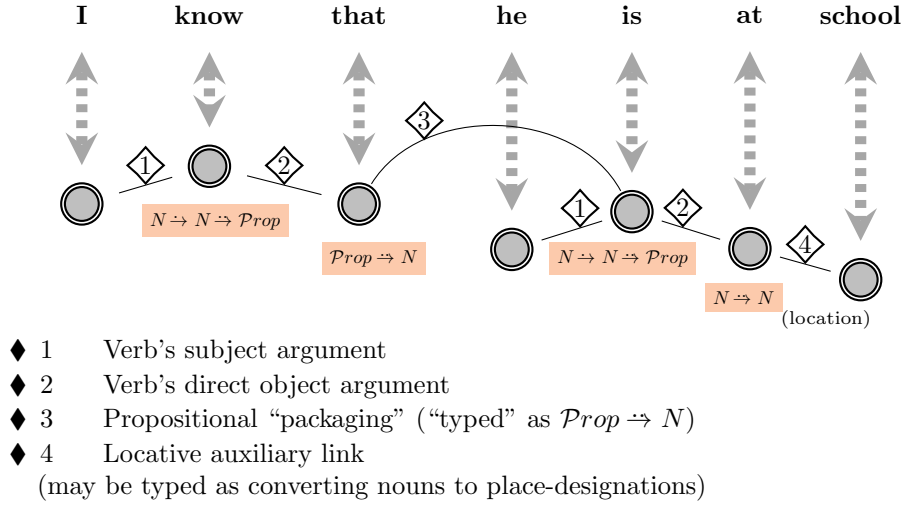 I know that he is at school
3
1 2 1 2
4
N ⇢ N ⇢ Prop N ⇢ N ⇢ Prop
Prop ⇢ N
N ⇢ N
(location)
♦ 1 Verb's subject argument
♦ 2 Verb's direct object argument
♦ 3 Propositional “packaging” (“typed” as Prop ⇢ N)
♦ 4 Locative auxiliary link
(may be typed as converting nouns to place-designations)